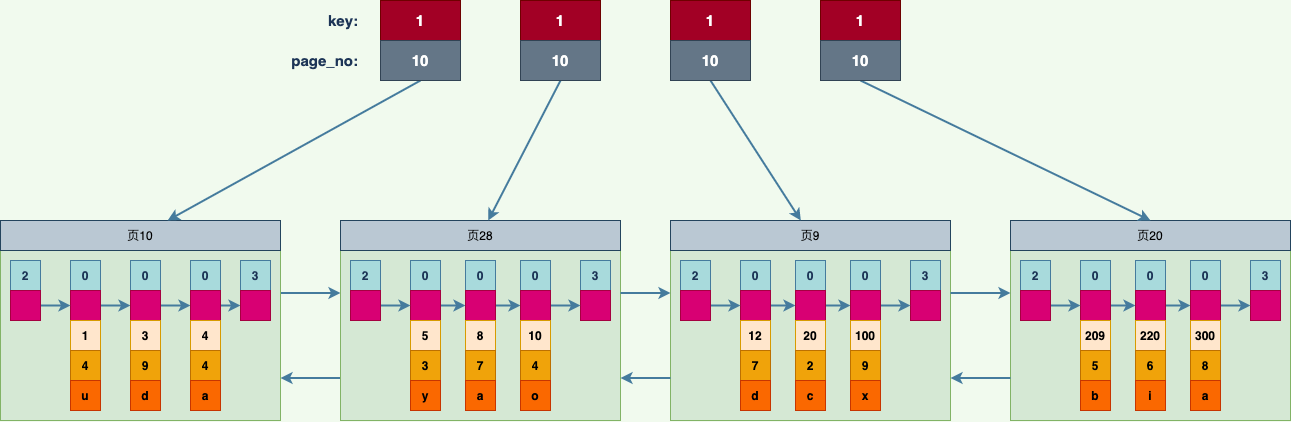 key: 1 1 1 1
page_no: 10 10 10 10
页10 页28 页9 页20
2 0 0 0 3 2 0 0 0 3 2 0 0 0 3 2 0 0 0 3
1 3 4 5 8 10 12 20 100 209 220 300
4 9 4 3 7 4 7 2 9 5 6 8
u d a y a o d c x b i a